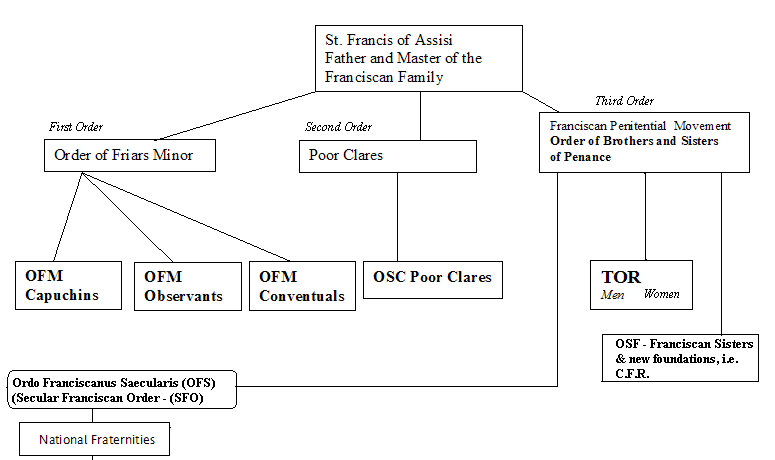 St. Francis of Assisi
Father and Master of the
Franciscan Family
Third Order
First Order
Second Order
Franciscan Penitential Movement
Order of Brothers and Sisters
of Penance
Order of Friars Minor
Poor Clares
OFM
Capuchins
OFM
Observants
OFM
Conventuals
OSC Poor Clares
TOR
Men Women
OSF - Franciscan Sisters
& new foundations, i.e.
C.F.R.
Ordo Franciscanus Saecularis (OFS)
(Secular Franciscan Order - (SFO)
National Fraternities